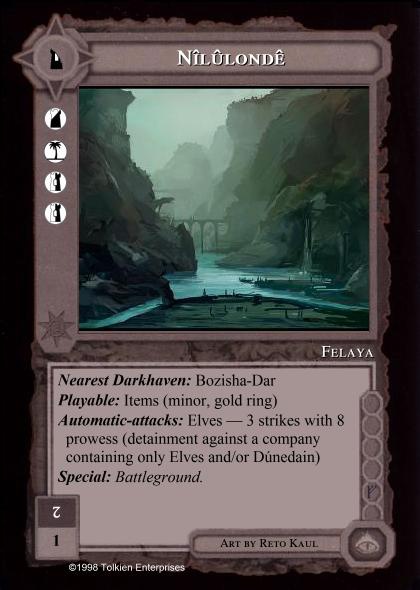 NÎLÛLONDÊ
FELAYA
Nearest Darkhaven: Bozisha-Dar
Playable: Items (minor, gold ring)
Automatic-attacks: Elves — 3 strikes with 8
prowess (detainment against a company
containing only Elves and/or Dúnedain)
Special: Battleground.
2
1
ART BY RETO KAUL
©1998 Tolkien Enterprises